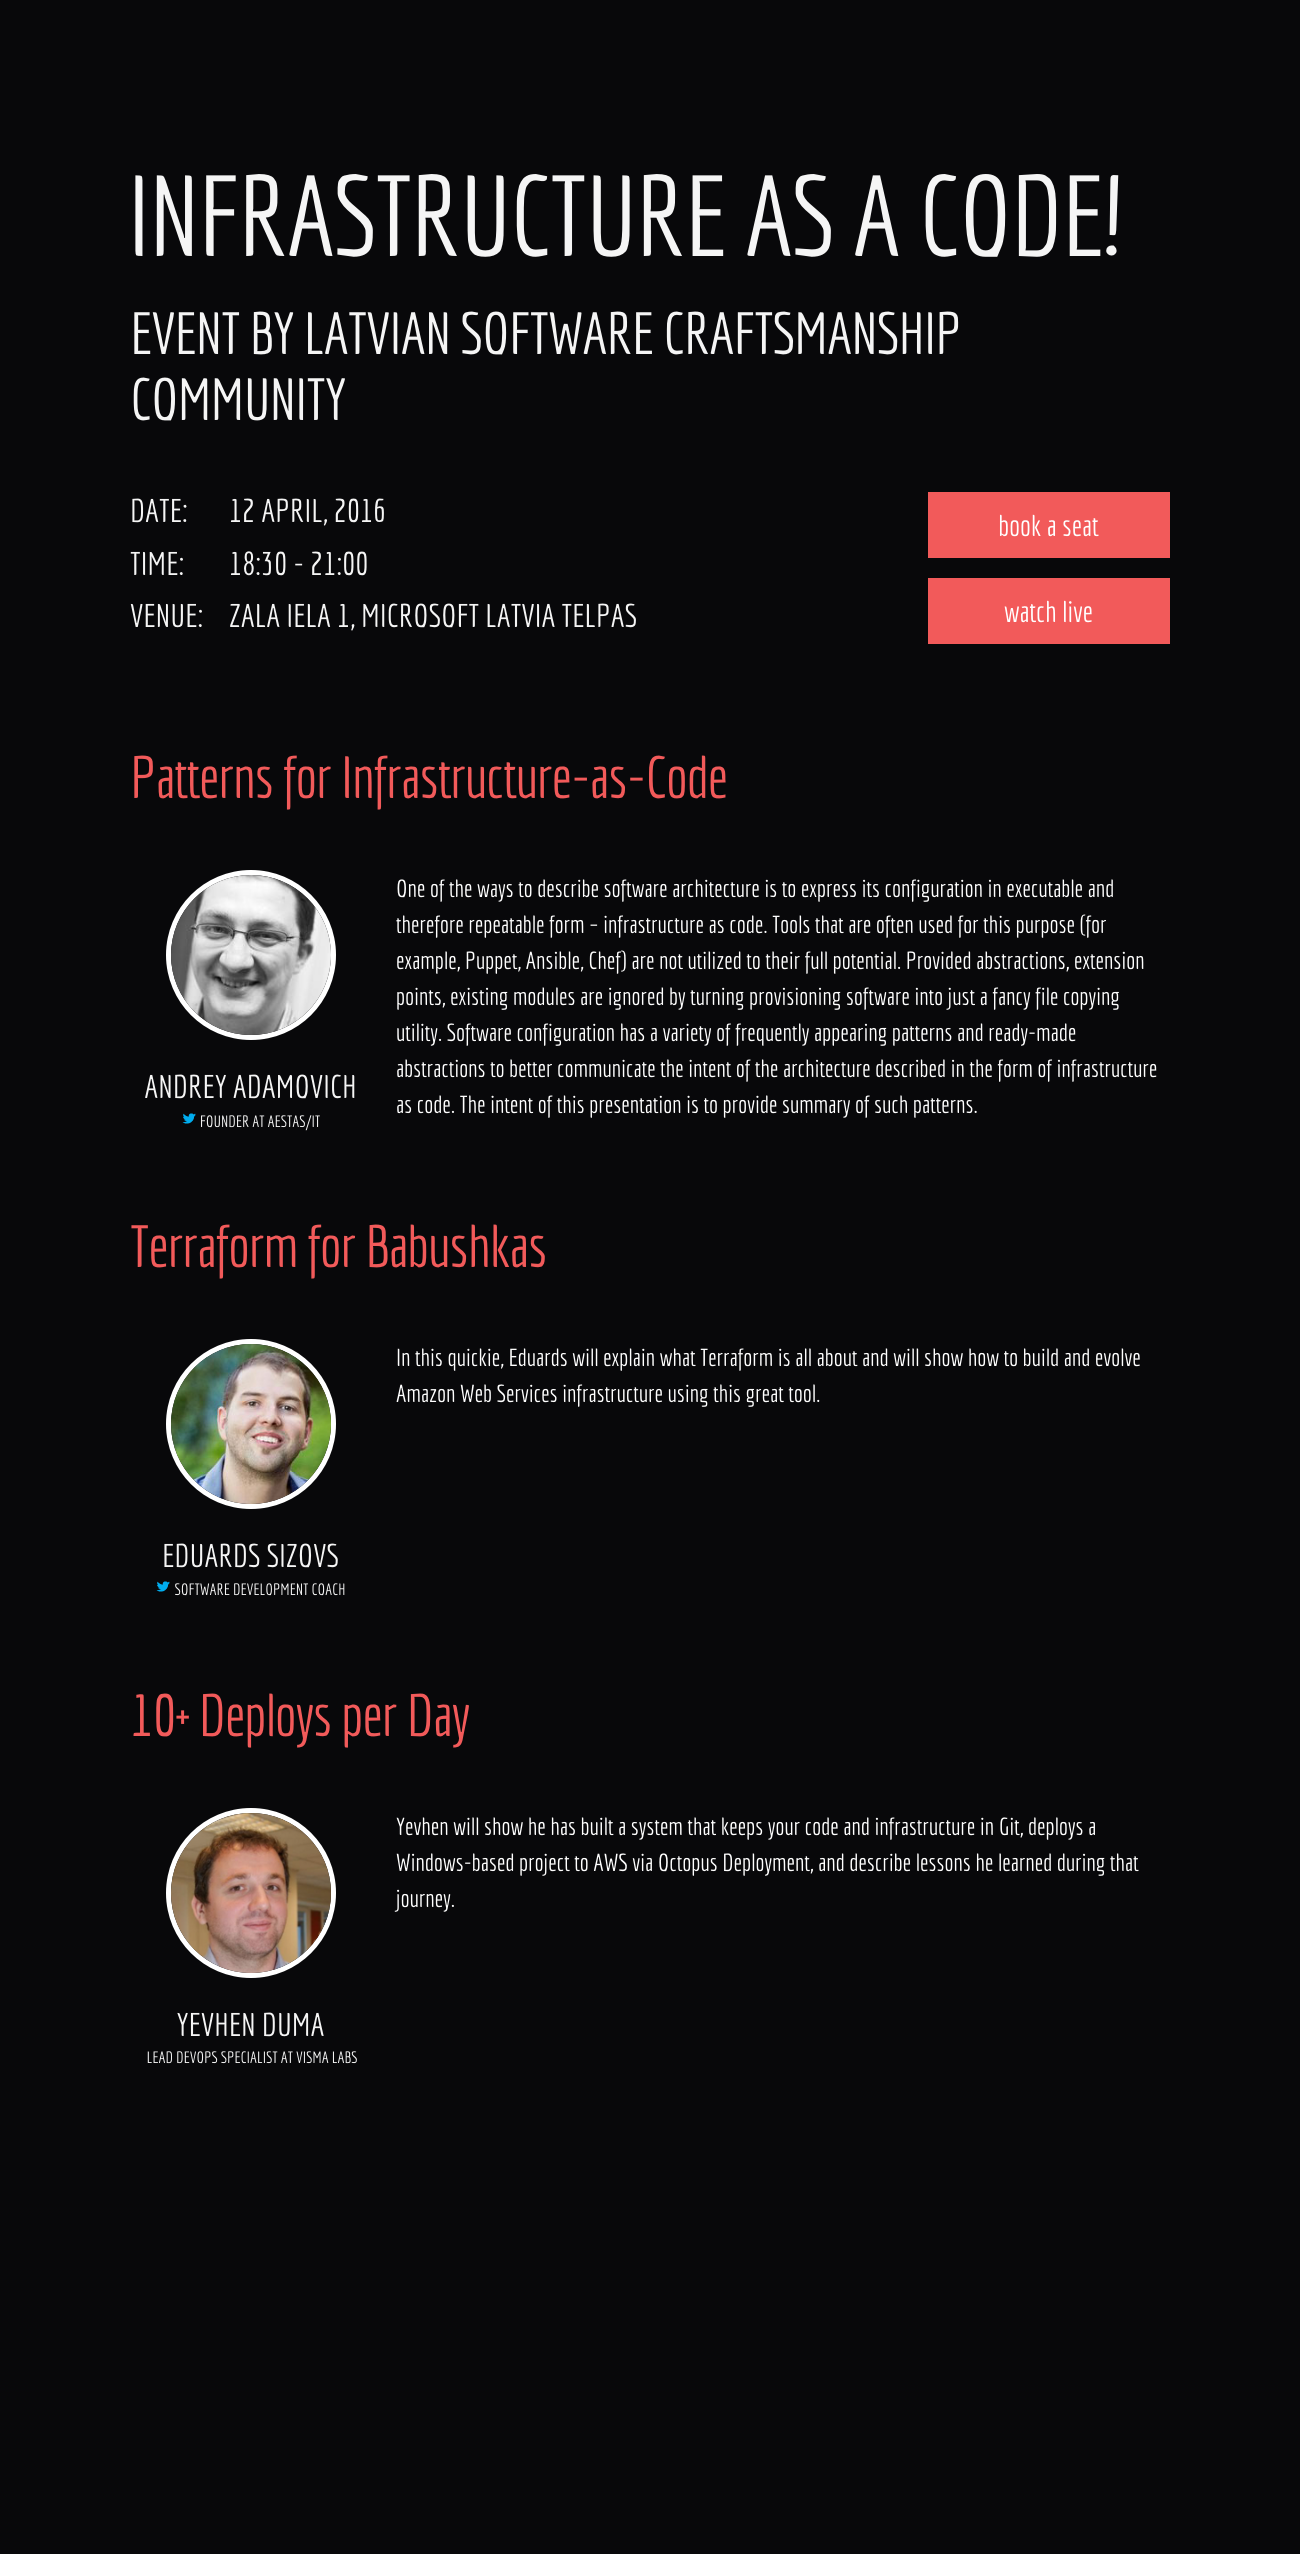 INFRASTRUCTURE AS A CODE!
EVENT BY LATVIAN SOFTWARE CRAFTSMANSHIP
COMMUNITY
DATE: 12 APRIL, 2016
TIME: 18:30 - 21:00
VENUE: ZALA IELA 1, MICROSOFT LATVIA TELPAS
book a seat
watch live
Patterns for Infrastructure-as-Code
One of the ways to describe software architecture is to express its configuration in executable and
therefore repeatable form – infrastructure as code. Tools that are often used for this purpose (for
example, Puppet, Ansible, Chef) are not utilized to their full potential. Provided abstractions, extension
points, existing modules are ignored by turning provisioning software into just a fancy file copying
utility. Software configuration has a variety of frequently appearing patterns and ready-made
abstractions to better communicate the intent of the architecture described in the form of infrastructure
as code. The intent of this presentation is to provide summary of such patterns.
ANDREY ADAMOVICH
FOUNDER AT AESTAS/IT
Terraform for Babushkas
In this quickie, Eduards will explain what Terraform is all about and will show how to build and evolve
Amazon Web Services infrastructure using this great tool.
EDUARDS SIZOVS
SOFTWARE DEVELOPMENT COACH
10+ Deploys per Day
Yevhen will show he has built a system that keeps your code and infrastructure in Git, deploys a
Windows-based project to AWS via Octopus Deployment, and describe lessons he learned during that
journey.
YEVHEN DUMA
LEAD DEVOPS SPECIALIST AT VISMA LABS